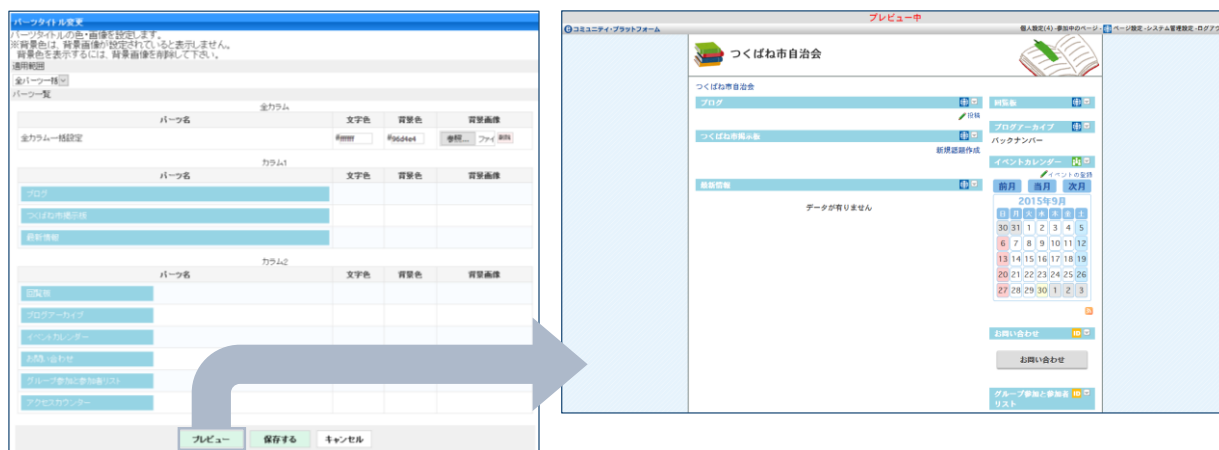 パーツタイトル変更
パーツタイトルの色・画像を設定します。
※背景色は、背景画像が設定されていると表示しません。
背景色を表示するには、背景画像を削除して下さい。
適用範囲
全パーツ一括
パーツ一覧
全カラム
パーツ名 文字色 背景色 背景画像
全カラム一括設定 #ffffff #96d4e4 参照... ファイ 削除
カラム1
パーツ名 文字色 背景色 背景画像
ブログ
つくばね市掲示板
最新情報
カラム2
パーツ名 文字色 背景色 背景画像
回覧板
ブログアーカイブ
イベントカレンダー
お問い合わせ
グループ参加と参加者リスト
アクセスカウンター
プレビュー 保存する キャンセル
プレビュー中
コミュニティ・プラットフォーム 個人設定(4)・参加中のページ・ページ設定・システム管理設定・ログアウ
つくばね市自治会
つくばね市自治会
ブログ
投稿
つくばね市掲示板
新規話題作成
最新情報
データが有りません
回覧板
ブログアーカイブ
バックナンバー
イベントカレンダー
イベントの登録
前月 当月 次月
2015年9月
日 月 火 水 木 金 土
30 31 1 2 3 4 5
6 7 8 9 10 11 12
13 14 15 16 17 18 19
20 21 22 23 24 25 26
27 28 29 30 1 2 3
お問い合わせ
お問い合わせ
グループ参加と参加者
リスト